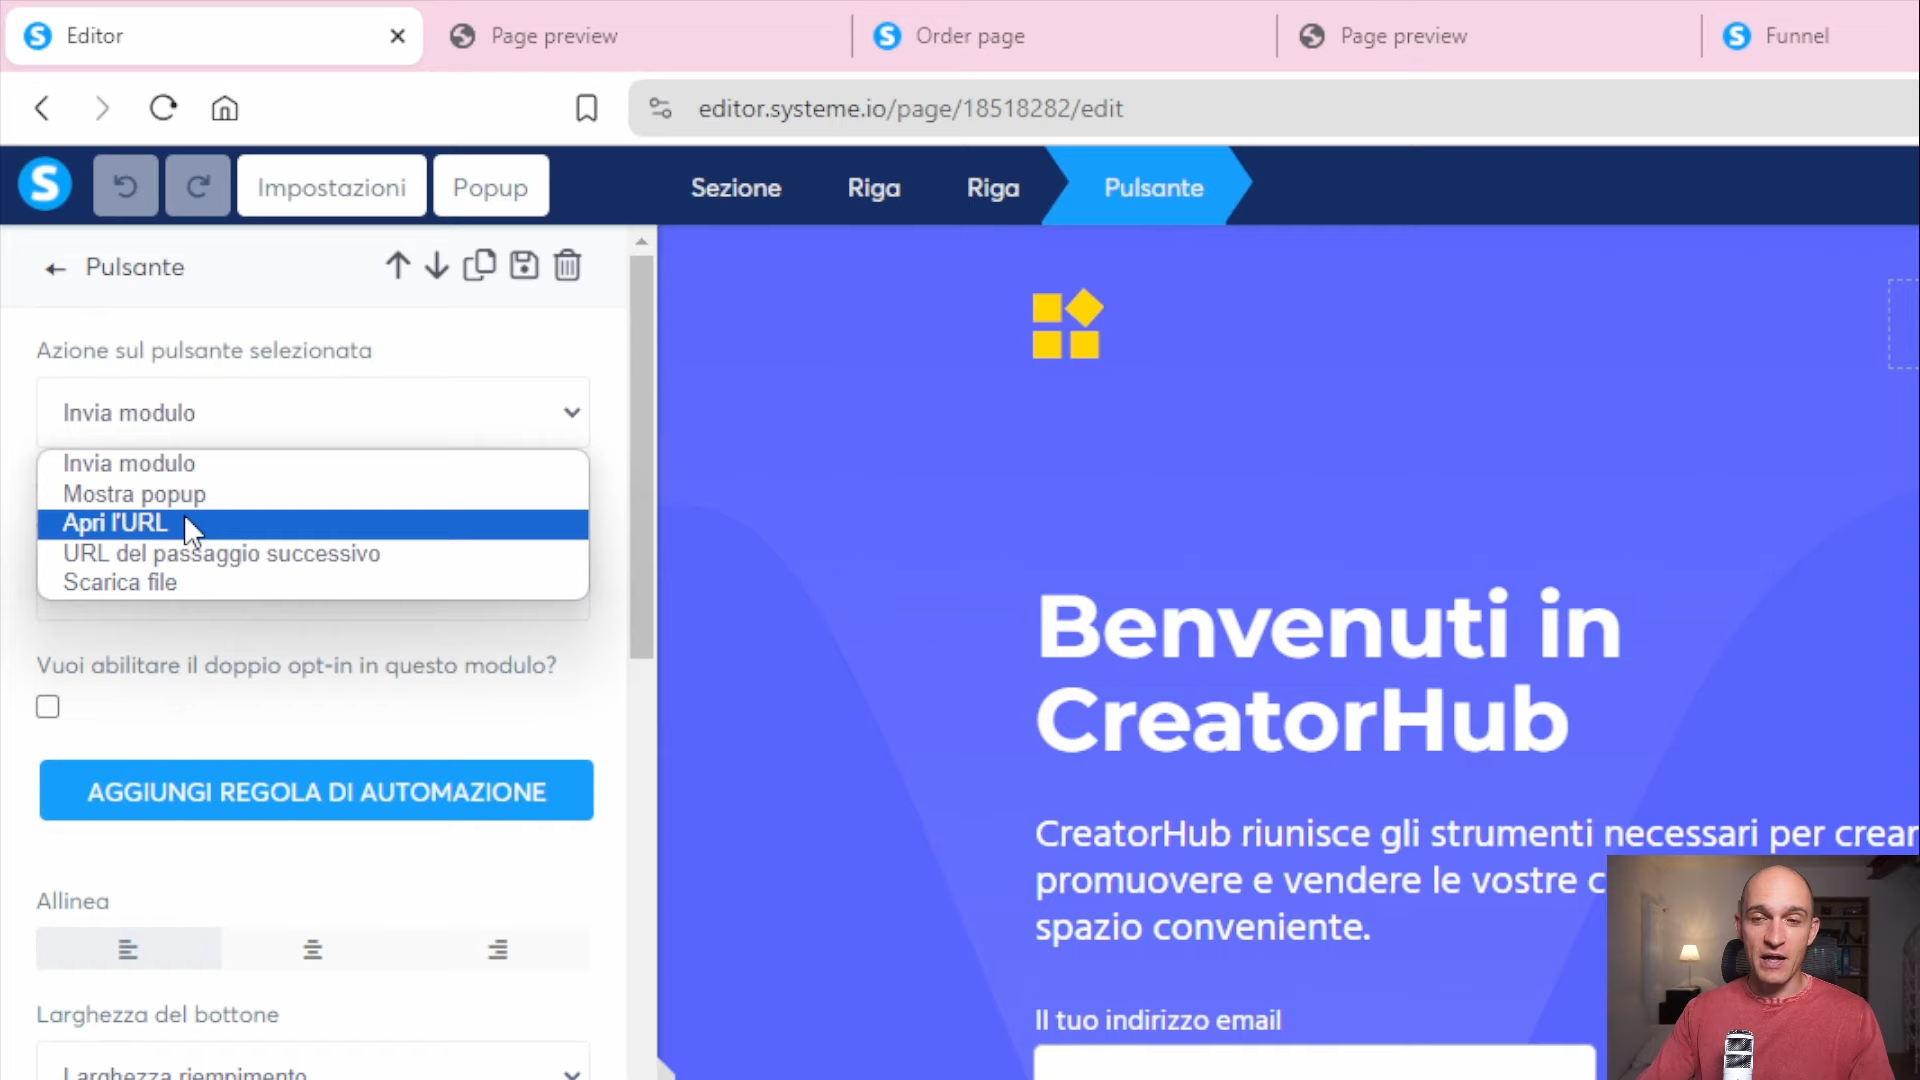 Editor
Page preview
Order page
Page preview
Funnel
editor.systeme.io/page/18518282/edit
S
Impostazioni
Popup
Sezione
Riga
Riga
Pulsante
Pulsante
Azione sul pulsante selezionata
Invia modulo
Invia modulo
Mostra popup
Apri l'URL
URL del passaggio successivo
Scarica file
Vuoi abilitare il doppio opt-in in questo modulo?
AGGIUNGI REGOLA DI AUTOMAZIONE
Allinea
Larghezza del bottone
Larghezza riempimento
Benvenuti in
CreatorHub
CreatorHub riunisce gli strumenti necessari per crear
promuovere e vendere le vostre c
spazio conveniente.
Il tuo indirizzo email